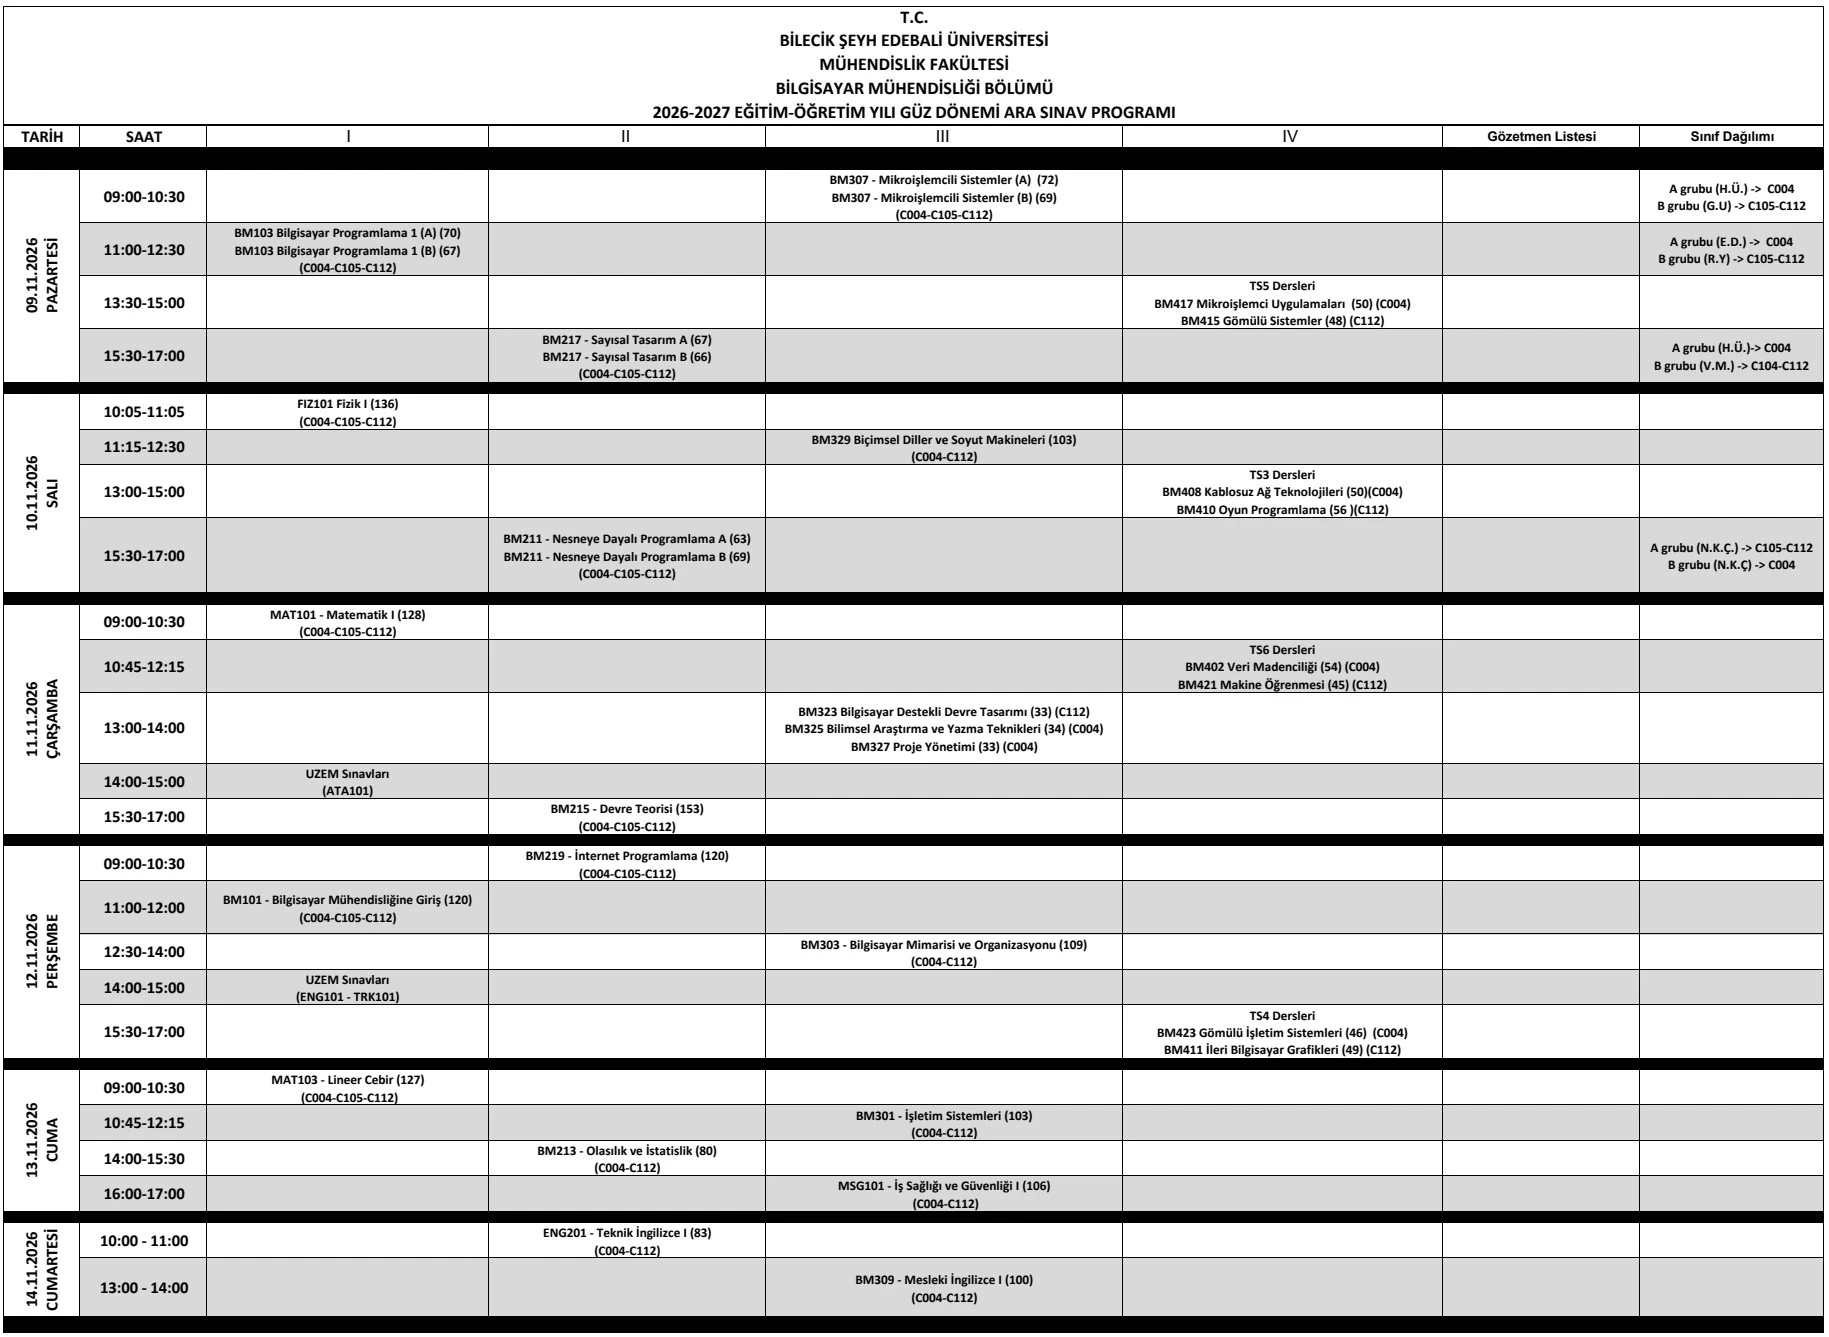 T.C.
BİLECİK ŞEYH EDEBALİ ÜNİVERSİTESİ
MÜHENDİSLİK FAKÜLTESİ
BİLGİSAYAR MÜHENDİSLİĞİ BÖLÜMÜ
2026-2027 EĞİTİM-ÖĞRETİM YILI GÜZ DÖNEMİ ARA SINAV PROGRAMI
TARİH SAAT I II III IV Gözetmen Listesi Sınıf Dağılımı
09.11.2026
PAZARTESİ
09:00-10:30
BM307 - Mikroişlemcili Sistemler (A) (72)
BM307 - Mikroişlemcili Sistemler (B) (69)
(C004-C105-C112)
A grubu (H.Ü.) -> C004
B grubu (G.U) -> C105-C112
11:00-12:30
BM103 Bilgisayar Programlama 1 (A) (70)
BM103 Bilgisayar Programlama 1 (B) (67)
(C004-C105-C112)
A grubu (E.D.) -> C004
B grubu (R.Y) -> C105-C112
13:30-15:00
TS5 Dersleri
BM417 Mikroişlemci Uygulamaları (50) (C004)
BM415 Gömülü Sistemler (48) (C112)
15:30-17:00
BM217 - Sayısal Tasarım A (67)
BM217 - Sayısal Tasarım B (66)
(C004-C105-C112)
A grubu (H.Ü.)-> C004
B grubu (V.M.) -> C104-C112
10.11.2026
SALI
10:05-11:05
FIZ101 Fizik I (136)
(C004-C105-C112)
11:15-12:30
BM329 Biçimsel Diller ve Soyut Makineleri (103)
(C004-C112)
13:00-15:00
TS3 Dersleri
BM408 Kablosuz Ağ Teknolojileri (50)(C004)
BM410 Oyun Programlama (56 )(C112)
15:30-17:00
BM211 - Nesneye Dayalı Programlama A (63)
BM211 - Nesneye Dayalı Programlama B (69)
(C004-C105-C112)
A grubu (N.K.Ç.) -> C105-C112
B grubu (N.K.Ç) -> C004
11.11.2026
ÇARŞAMBA
09:00-10:30
MAT101 - Matematik I (128)
(C004-C105-C112)
10:45-12:15
TS6 Dersleri
BM402 Veri Madenciliği (54) (C004)
BM421 Makine Öğrenmesi (45) (C112)
13:00-14:00
BM323 Bilgisayar Destekli Devre Tasarımı (33) (C112)
BM325 Bilimsel Araştırma ve Yazma Teknikleri (34) (C004)
BM327 Proje Yönetimi (33) (C004)
14:00-15:00
UZEM Sınavları
(ATA101)
15:30-17:00
BM215 - Devre Teorisi (153)
(C004-C105-C112)
12.11.2026
PERŞEMBE
09:00-10:30
BM219 - İnternet Programlama (120)
(C004-C105-C112)
11:00-12:00
BM101 - Bilgisayar Mühendisliğine Giriş (120)
(C004-C105-C112)
12:30-14:00
BM303 - Bilgisayar Mimarisi ve Organizasyonu (109)
(C004-C112)
14:00-15:00
UZEM Sınavları
(ENG101 - TRK101)
15:30-17:00
TS4 Dersleri
BM423 Gömülü İşletim Sistemleri (46) (C004)
BM411 İleri Bilgisayar Grafikleri (49) (C112)
13.11.2026
CUMA
09:00-10:30
MAT103 - Lineer Cebir (127)
(C004-C105-C112)
10:45-12:15
BM301 - İşletim Sistemleri (103)
(C004-C112)
14:00-15:30
BM213 - Olasılık ve İstatislik (80)
(C004-C112)
16:00-17:00
MSG101 - İş Sağlığı ve Güvenliği I (106)
(C004-C112)
14.11.2026
CUMARTESİ
10:00 - 11:00
ENG201 - Teknik İngilizce I (83)
(C004-C112)
13:00 - 14:00
BM309 - Mesleki İngilizce I (100)
(C004-C112)